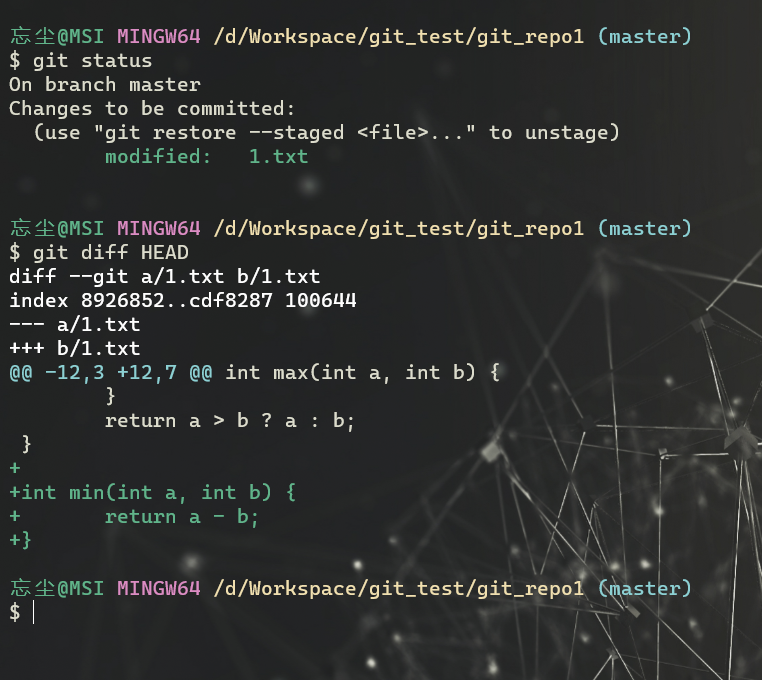 忘尘@MSI MINGW64 /d/Workspace/git_test/git_repo1 (master)
$ git status
On branch master
Changes to be committed:
  (use "git restore --staged <file>..." to unstage)
        modified:   1.txt

忘尘@MSI MINGW64 /d/Workspace/git_test/git_repo1 (master)
$ git diff HEAD
diff --git a/1.txt b/1.txt
index 8926852..cdf8287 100644
--- a/1.txt
+++ b/1.txt
@@ -12,3 +12,7 @@ int max(int a, int b) {
        }
        return a > b ? a : b;
 }
+
+int min(int a, int b) {
+       return a - b;
+}

忘尘@MSI MINGW64 /d/Workspace/git_test/git_repo1 (master)
$